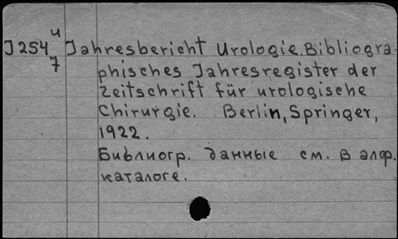 И
J254 Jahresbericht Urologie. Bibliogra-
7
phisches Jahresregister der
Zeitschrift für urologische
Chirurgie. Berlin, Springer,
1922.
Библиогр. данные см. в алф.
каталоге.